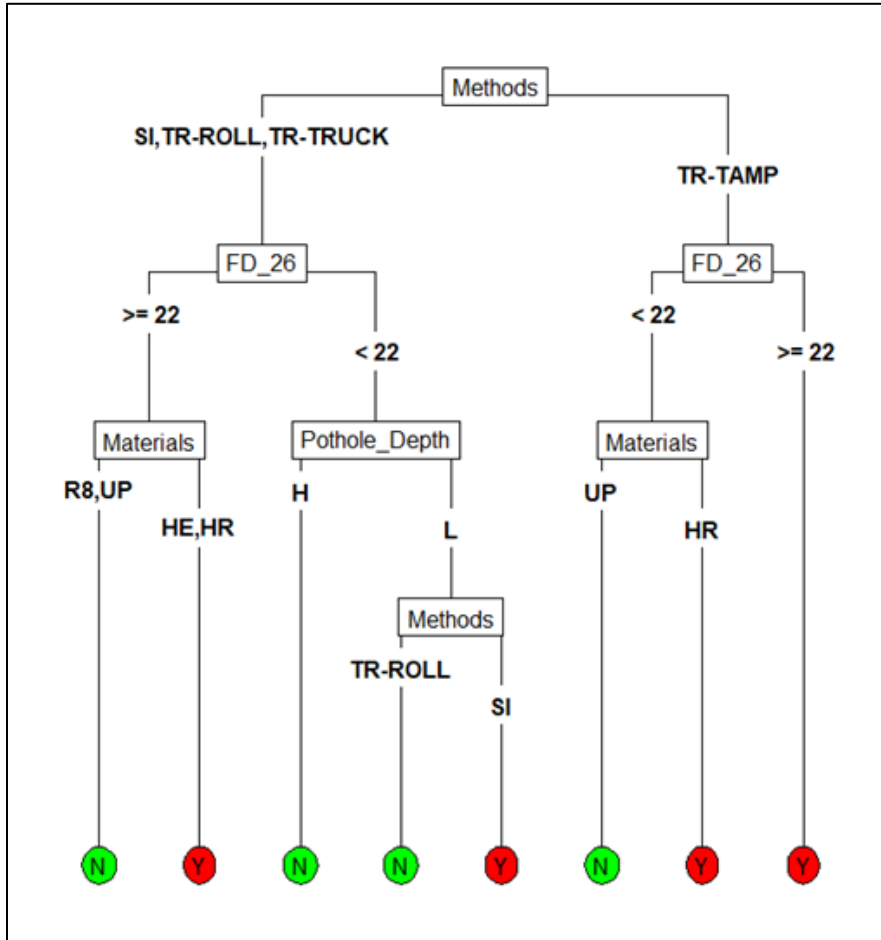 Methods
SI,TR-ROLL,TR-TRUCK
TR-TAMP
FD_26
FD_26
>= 22
< 22
< 22
>= 22
Materials
Pothole_Depth
Materials
R8,UP
HE,HR
H
L
UP
HR
Methods
TR-ROLL
SI
N
Y
N
N
Y
N
Y
Y